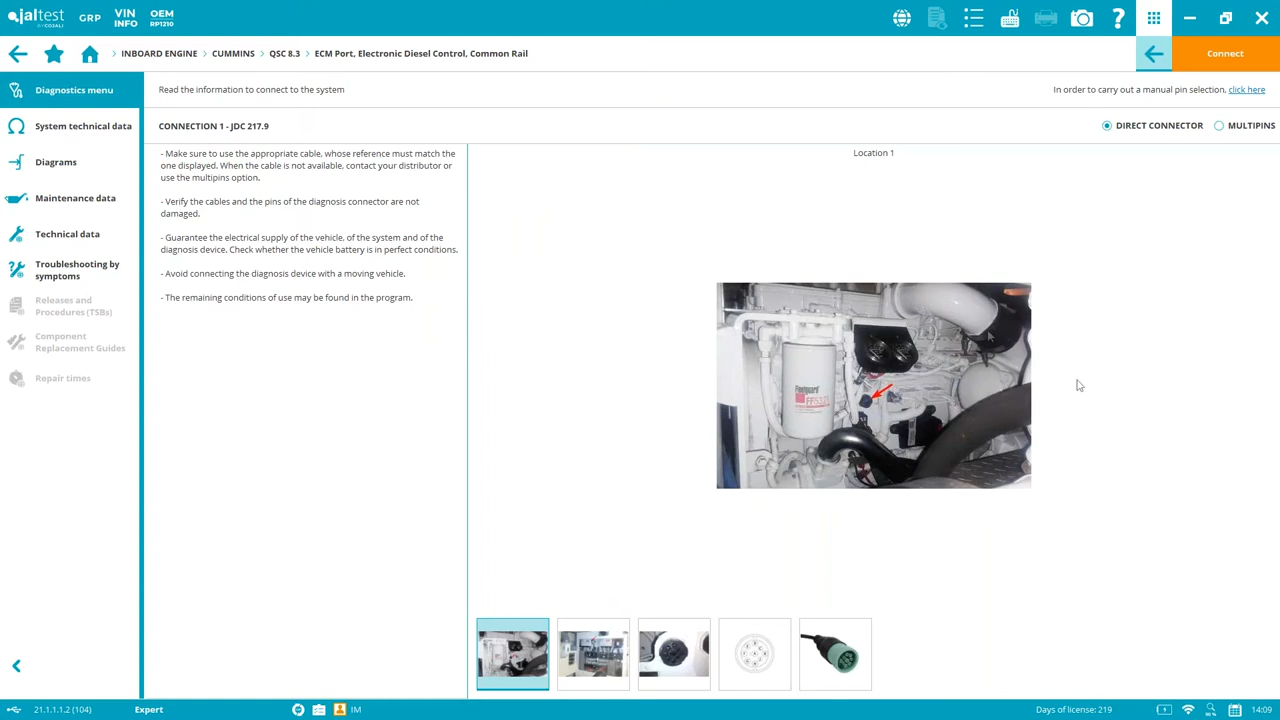 jaltest
BY COJALI
GRP
VIN
INFO
OEM
RP1210
INBOARD ENGINE > CUMMINS > QSC 8.3 > ECM Port, Electronic Diesel Control, Common Rail
Connect
Diagnostics menu
System technical data
Diagrams
Maintenance data
Technical data
Troubleshooting by
symptoms
Releases and
Procedures (TSBs)
Component
Replacement Guides
Repair times
Read the information to connect to the system
In order to carry out a manual pin selection, click here
CONNECTION 1 - JDC 217.9
DIRECT CONNECTOR
MULTIPINS
- Make sure to use the appropriate cable, whose reference must match the
one displayed. When the cable is not available, contact your distributor or
use the multipins option.
- Verify the cables and the pins of the diagnosis connector are not
damaged.
- Guarantee the electrical supply of the vehicle, of the system and of the
diagnosis device. Check whether the vehicle battery is in perfect conditions.
- Avoid connecting the diagnosis device with a moving vehicle.
- The remaining conditions of use may be found in the program.
Location 1
Fleetguard
21.1.1.1.2 (104)
Expert
IM
Days of license: 219
14:09